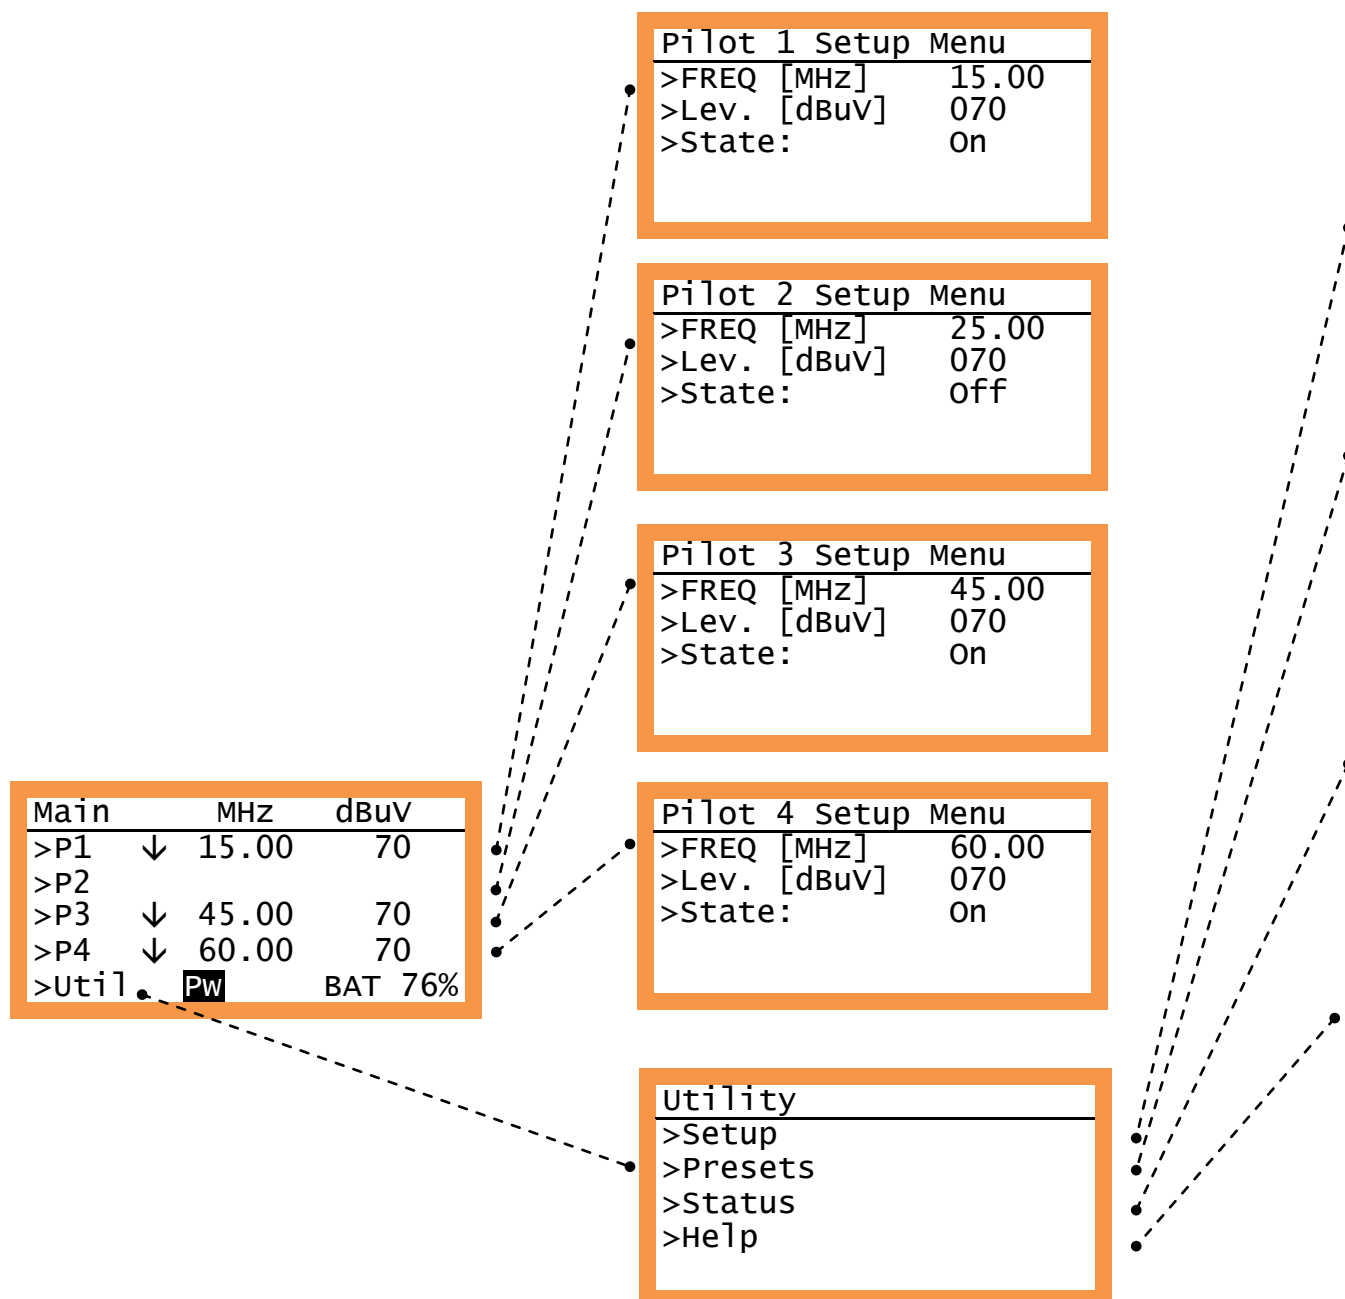 Pilot 1 Setup Menu
>FREQ [MHz] 15.00
>Lev. [dBuV] 070
>State: On
Pilot 2 Setup Menu
>FREQ [MHz] 25.00
>Lev. [dBuV] 070
>State: Off
Pilot 3 Setup Menu
>FREQ [MHz] 45.00
>Lev. [dBuV] 070
>State: On
Main MHz dBuV
>P1 ↓ 15.00 70
>P2
>P3 ↓ 45.00 70
>P4 ↓ 60.00 70
>Util PW BAT 76%
Pilot 4 Setup Menu
>FREQ [MHz] 60.00
>Lev. [dBuV] 070
>State: On
Utility
>Setup
>Presets
>Status
>Help